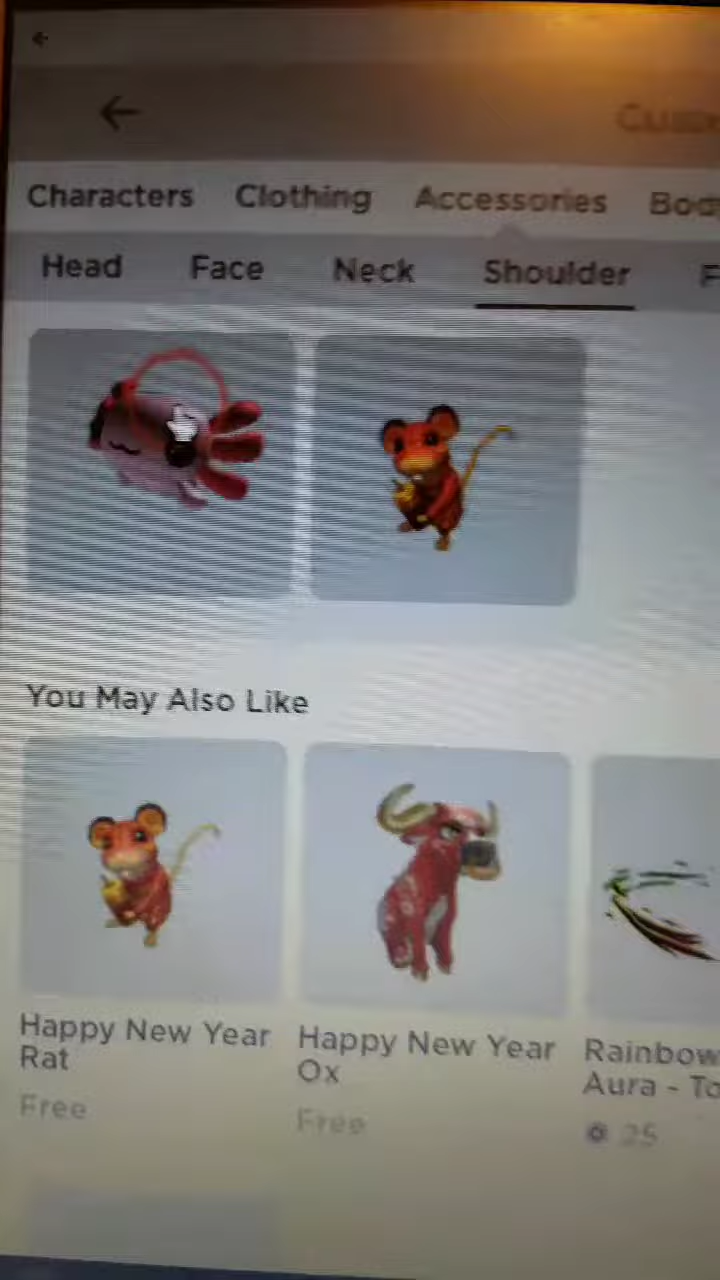 Characters Clothing Accessories
Head Face Neck Shoulder
You May Also Like
Happy New Year
Rat
Free
Happy New Year
Ox
Free
Rainbow
Aura -
25